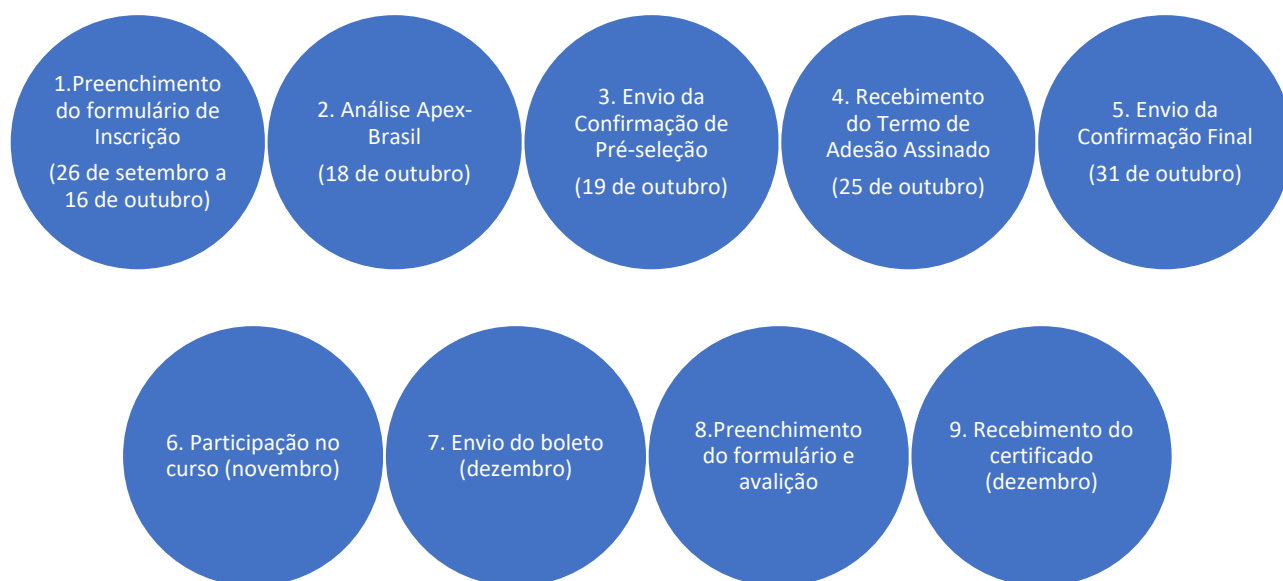 1.Preenchimento
do formulário de
Inscrição
(26 de setembro a
16 de outubro)
2. Análise Apex-
Brasil
(18 de outubro)
3. Envio da
Confirmação de
Pré-seleção
(19 de outubro)
4. Recebimento
do Termo de
Adesão Assinado
(25 de outubro)
5. Envio da
Confirmação Final
(31 de outubro)
6. Participação no
curso (novembro)
7. Envio do boleto
(dezembro)
8.Preenchimento
do formulário e
avalição
9. Recebimento do
certificado
(dezembro)